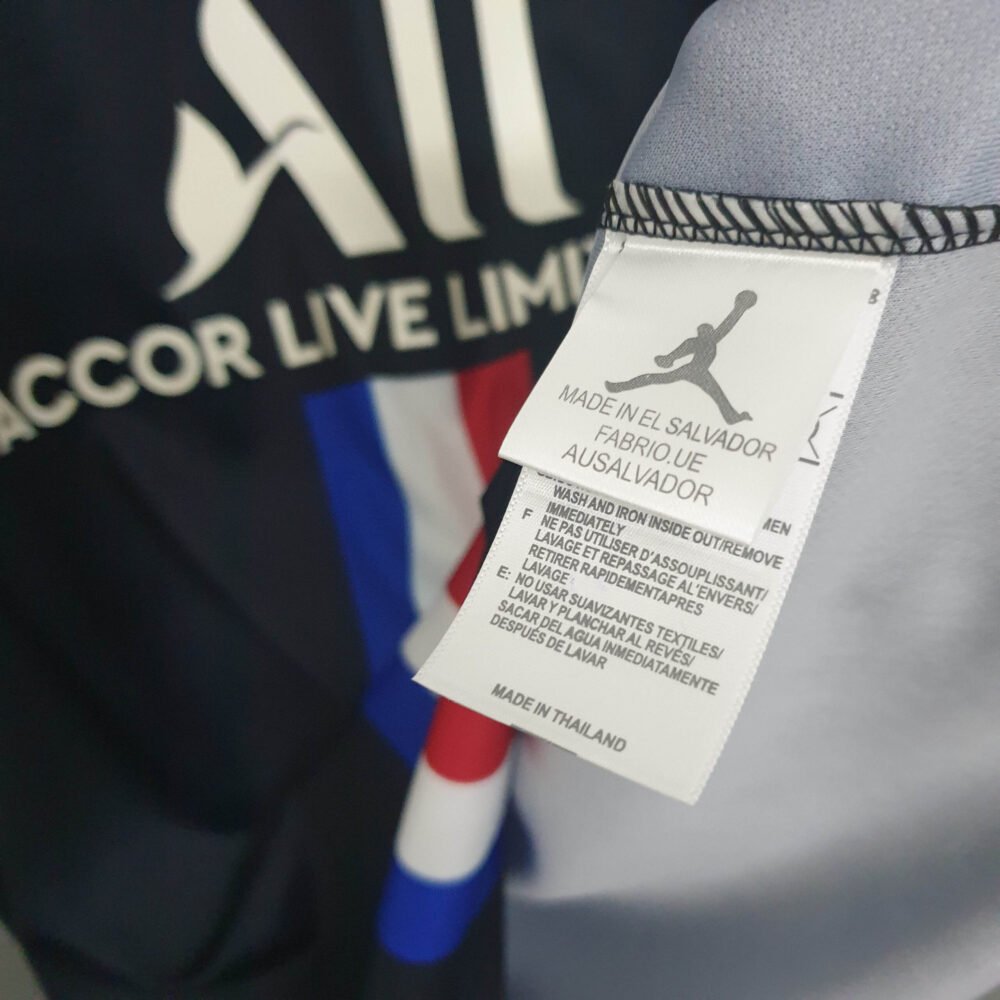 ALL
ACCOR LIVE LIMI
MADE IN EL SALVADOR
FABRIO.UE
AUSALVADOR
WASH AND IRON INSIDE OUT/REMOVE
IMMEDIATELY
F NE PAS UTILISER D'ASSOUPLISSANT/
LAVAGE ET REPASSAGE AL'ENVERS/
RETIRER RAPIDEMENTAPRES
LAVAGE
E: NO USAR SUAVIZANTES TEXTILES/
LAVAR Y PLANCHAR AL REVÉS/
SACAR DEL AGUA INMEDIATAMENTE
DESPUÉS DE LAVAR
MADE IN THAILAND